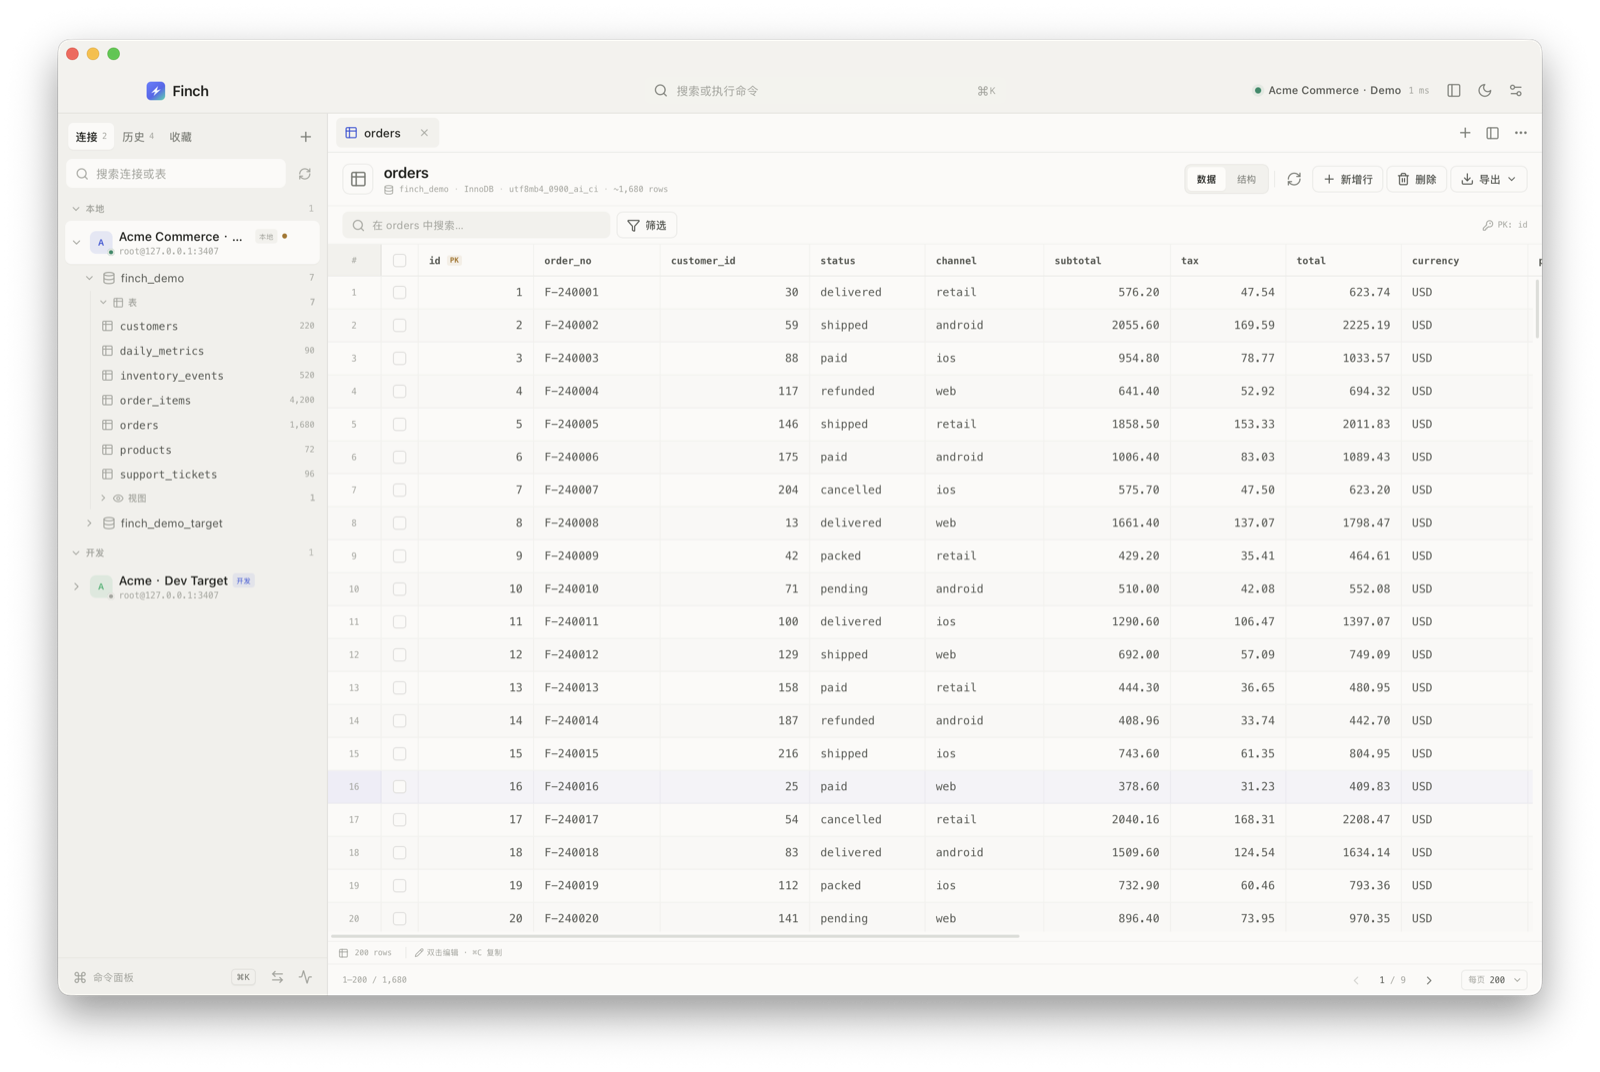 Finch
搜索或执行命令 ⌘K
Acme Commerce · Demo 1 ms
连接 2 历史 4 收藏
搜索连接或表
本地 1
A Acme Commerce · ... 本地
root@127.0.0.1:3407
finch_demo 7
表 7
customers 220
daily_metrics 90
inventory_events 520
order_items 4,200
orders 1,680
products 72
support_tickets 96
视图 1
finch_demo_target
开发 1
A Acme · Dev Target 开发
root@127.0.0.1:3407
命令面板 ⌘K
orders
orders
finch_demo · InnoDB · utf8mb4_0900_ai_ci · ~1,680 rows
数据 结构 新增行 删除 导出
在 orders 中搜索... 筛选 PK: id
# id PK order_no customer_id status channel subtotal tax total currency
1 1 F-240001 30 delivered retail 576.20 47.54 623.74 USD
2 2 F-240002 59 shipped android 2055.60 169.59 2225.19 USD
3 3 F-240003 88 paid ios 954.80 78.77 1033.57 USD
4 4 F-240004 117 refunded web 641.40 52.92 694.32 USD
5 5 F-240005 146 shipped retail 1858.50 153.33 2011.83 USD
6 6 F-240006 175 paid android 1006.40 83.03 1089.43 USD
7 7 F-240007 204 cancelled ios 575.70 47.50 623.20 USD
8 8 F-240008 13 delivered web 1661.40 137.07 1798.47 USD
9 9 F-240009 42 packed retail 429.20 35.41 464.61 USD
10 10 F-240010 71 pending android 510.00 42.08 552.08 USD
11 11 F-240011 100 delivered ios 1290.60 106.47 1397.07 USD
12 12 F-240012 129 shipped web 692.00 57.09 749.09 USD
13 13 F-240013 158 paid retail 444.30 36.65 480.95 USD
14 14 F-240014 187 refunded android 408.96 33.74 442.70 USD
15 15 F-240015 216 shipped ios 743.60 61.35 804.95 USD
16 16 F-240016 25 paid web 378.60 31.23 409.83 USD
17 17 F-240017 54 cancelled retail 2040.16 168.31 2208.47 USD
18 18 F-240018 83 delivered android 1509.60 124.54 1634.14 USD
19 19 F-240019 112 packed ios 732.90 60.46 793.36 USD
20 20 F-240020 141 pending web 896.40 73.95 970.35 USD
200 rows 双击编辑 · ⌘C 复制
1–200 / 1,680 1 / 9 每页 200